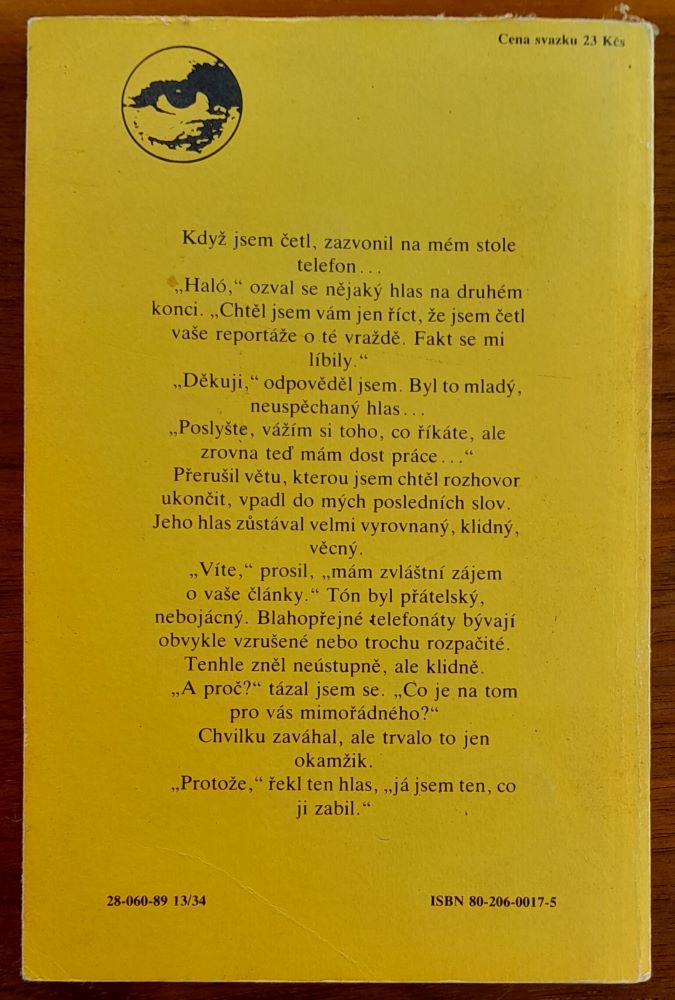 Cena svazku 23 Kčs
Když jsem četl, zazvonil na mém stole
telefon...
„Haló,“ ozval se nějaký hlas na druhém
konci. „Chtěl jsem vám jen říct, že jsem četl
vaše reportáže o té vraždě. Fakt se mi
líbily.“
„Děkuji,“ odpověděl jsem. Byl to mladý,
neuspěchaný hlas...
„Poslyšte, vážím si toho, co říkáte, ale
zrovna teď mám dost práce...“
Přerušil větu, kterou jsem chtěl rozhovor
ukončit, vpadl do mých posledních slov.
Jeho hlas zůstával velmi vyrovnaný, klidný,
věcný.
„Víte,“ prosil, „mám zvláštní zájem
o vaše články.“ Tón byl přátelský,
nebojácný. Blahopřejné telefonáty bývají
obvykle vzrušené nebo trochu rozpačité.
Tenhle zněl neústupně, ale klidně.
„A proč?“ tázal jsem se. „Co je na tom
pro vás mimořádného?“
Chvilku zaváhal, ale trvalo to jen
okamžik.
„Protože,“ řekl ten hlas, „já jsem ten, co
ji zabil.“
28-060-89 13/34
ISBN 80-206-0017-5